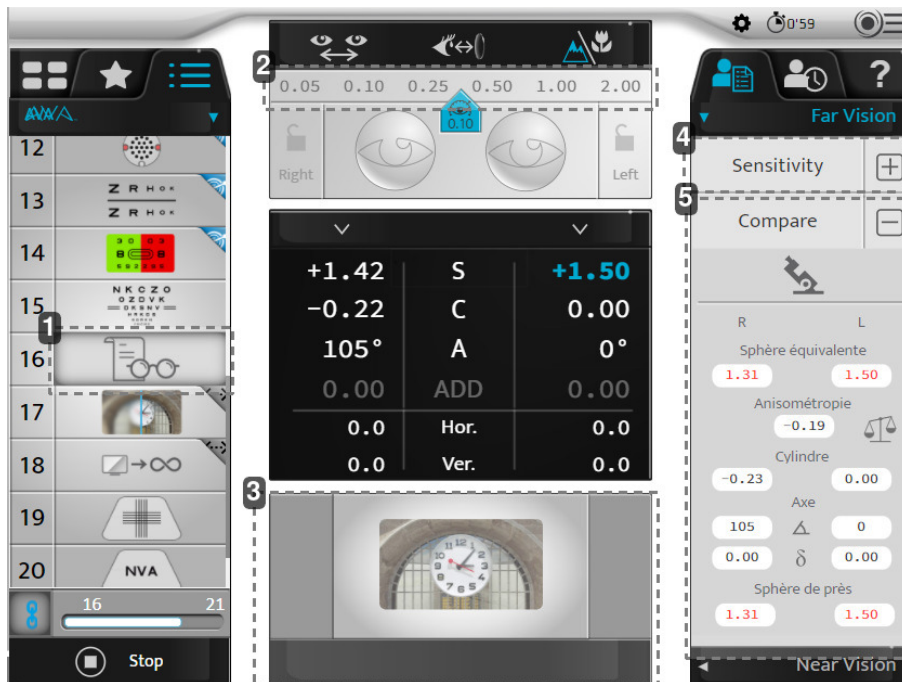 0'59
2
0.05 0.10 0.25 0.50 1.00 2.00
0.10
Right
Left
?
Far Vision
4
Sensitivity
5
Compare
R L
Sphère équivalente
1.31 1.50
Anisométropie
−0.19
Cylindre
−0.23 0.00
Axe
105 0
0.00 δ 0.00
Sphère de près
1.31 1.50
Near Vision
12
13
Z R H O K
Z R H O K
14
15
N K C Z O
O Z D V K
1
16
17
18
19
20
NVA
16 21
Stop
+1.42 S +1.50
−0.22 C 0.00
105° A 0°
0.00 ADD 0.00
0.0 Hor. 0.0
0.0 Ver. 0.0
3